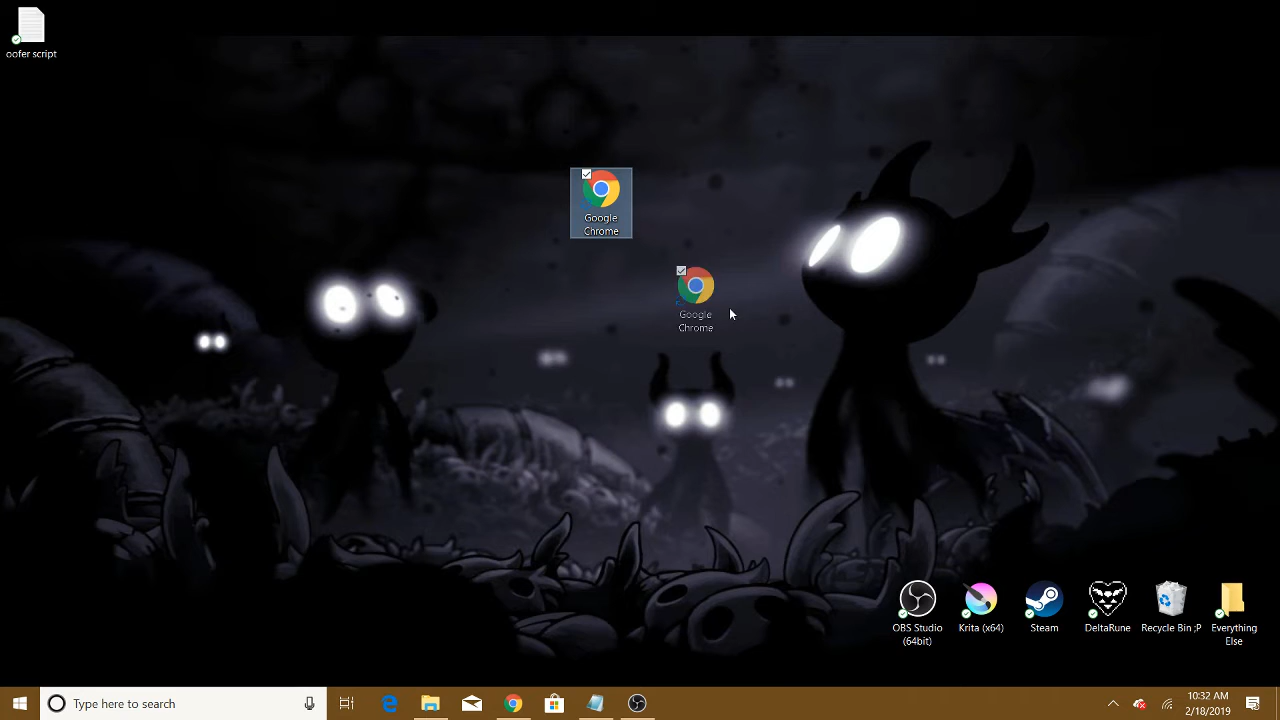 oofer script
Google
Chrome
Google
Chrome
OBS Studio
(64bit)
Krita (x64)
Steam
DeltaRune
Recycle Bin ;P
Everything
Else
Type here to search
10:32 AM
2/18/2019